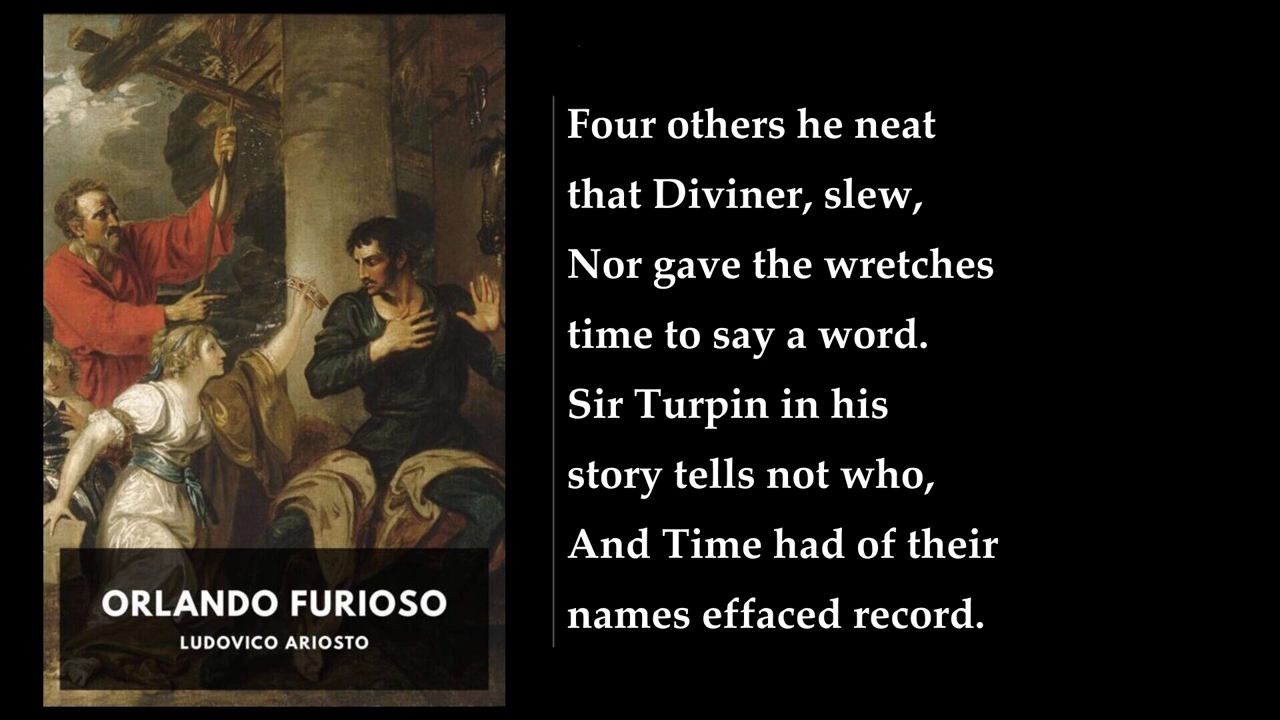 Four others he neat
that Diviner, slew,
Nor gave the wretches
time to say a word.
Sir Turpin in his
story tells not who,
And Time had of their
names effaced record.
ORLANDO FURIOSO
LUDOVICO ARIOSTO